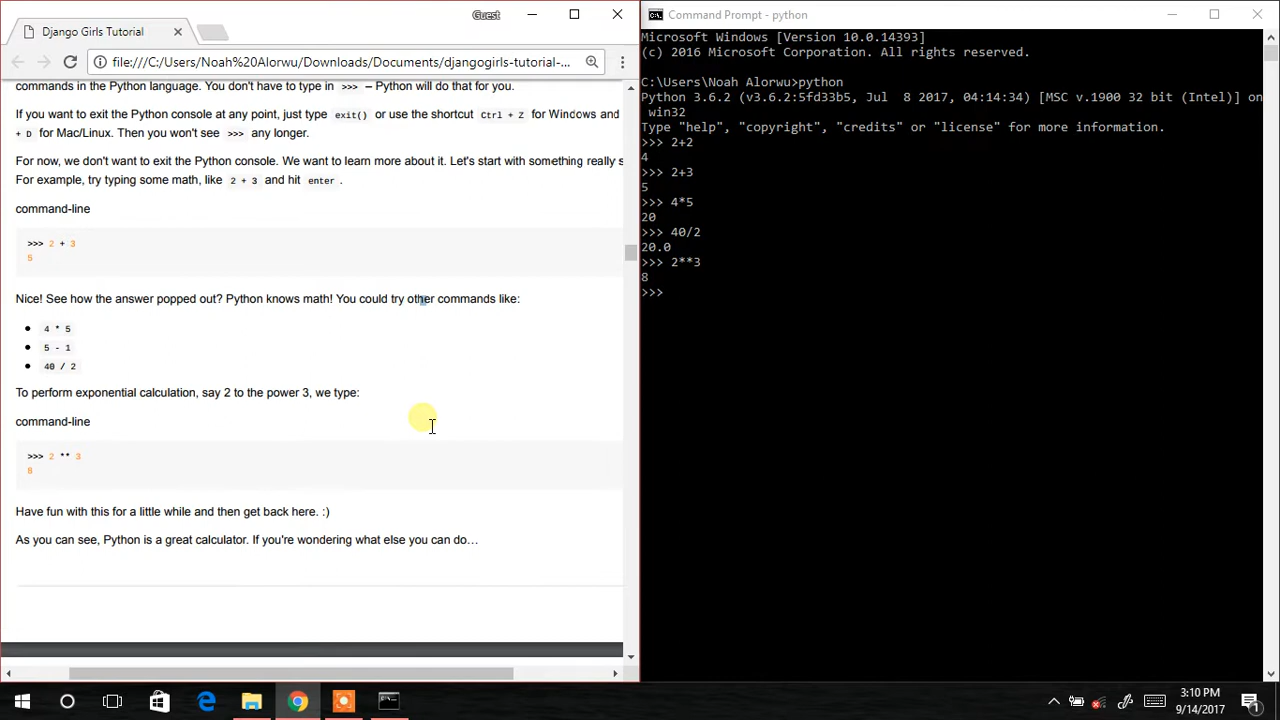 Guest
Django Girls Tutorial
file:///C:/Users/Noah%20Alorwu/Downloads/Documents/djangogirls-tutorial-...
commands in the Python language. You don't have to type in >>> – Python will do that for you.
If you want to exit the Python console at any point, just type exit() or use the shortcut Ctrl + Z for Windows and
+ D for Mac/Linux. Then you won't see >>> any longer.
For now, we don't want to exit the Python console. We want to learn more about it. Let's start with something really s
For example, try typing some math, like 2 + 3 and hit enter .
command-line
>>> 2 + 3
5
Nice! See how the answer popped out? Python knows math! You could try other commands like:
4 * 5
5 - 1
40 / 2
To perform exponential calculation, say 2 to the power 3, we type:
command-line
>>> 2 ** 3
8
Have fun with this for a little while and then get back here. :)
As you can see, Python is a great calculator. If you're wondering what else you can do…
Command Prompt - python
Microsoft Windows [Version 10.0.14393]
(c) 2016 Microsoft Corporation. All rights reserved.
C:\Users\Noah Alorwu>python
Python 3.6.2 (v3.6.2:5fd33b5, Jul  8 2017, 04:14:34) [MSC v.1900 32 bit (Intel)] on
win32
Type "help", "copyright", "credits" or "license" for more information.
>>> 2+2
4
>>> 2+3
5
>>> 4*5
20
>>> 40/2
20.0
>>> 2**3
8
>>>
3:10 PM
9/14/2017
1